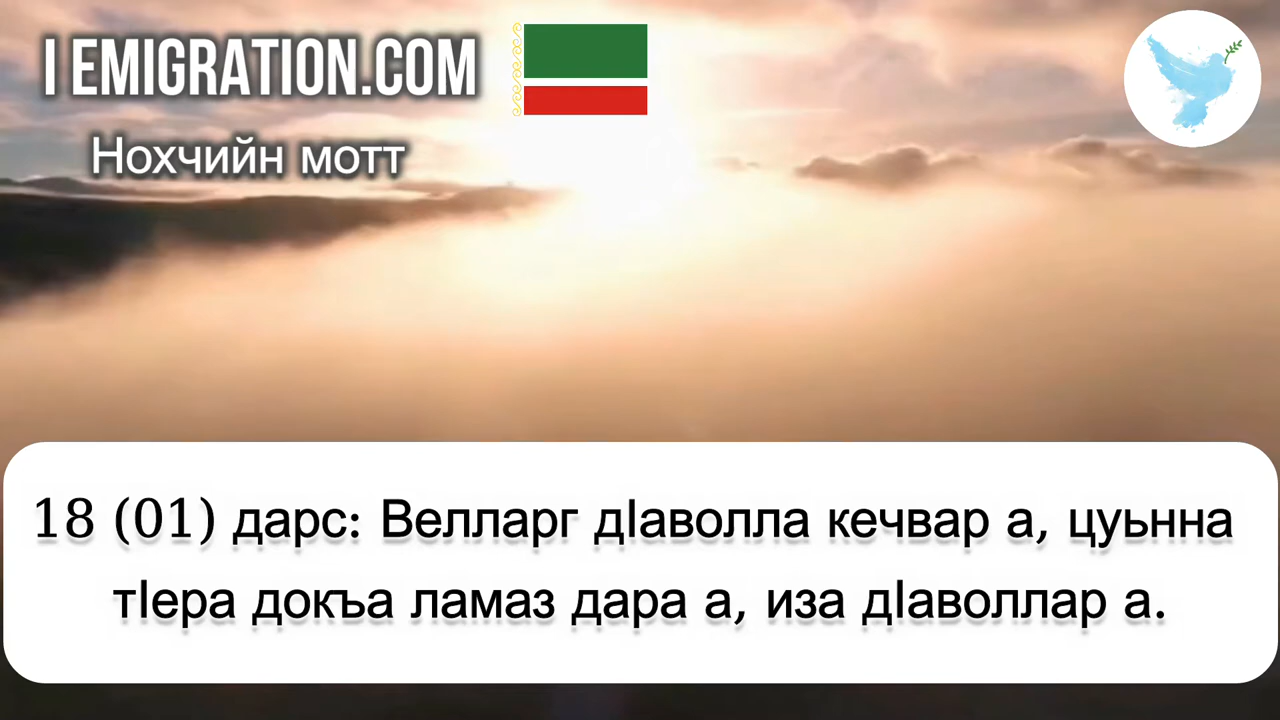 I EMIGRATION.COM
Нохчийн мотт
18 (01) дарс: Велларг дӀаволла кечвар а, цуьнна
тӀера докъа ламаз дара а, иза дӀаволлар а.